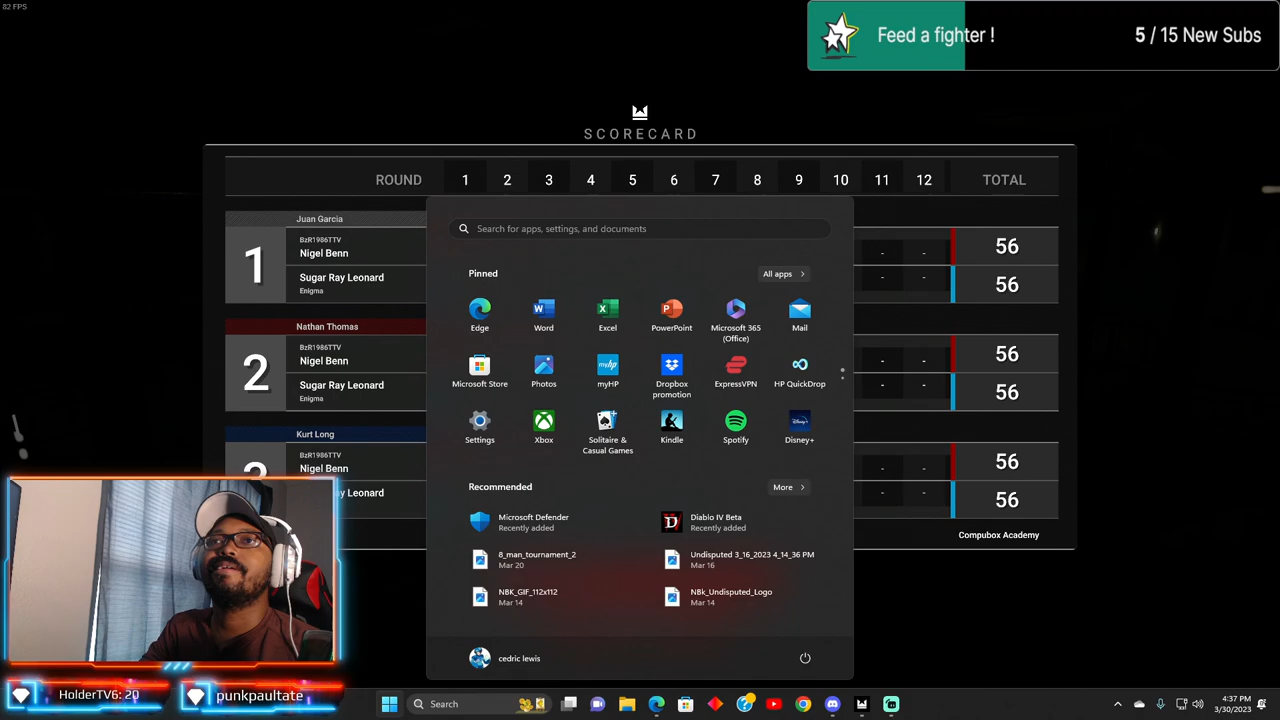 82 FPS
Feed a fighter !
5 / 15 New Subs
SCORECARD
ROUND 1 2 3 4 5 6 7 8 9 10 11 12 TOTAL
Juan Garcia
1
BzR1986TTV
Nigel Benn
- - 56
Sugar Ray Leonard
- - 56
Enigma
Nathan Thomas
2
BzR1986TTV
Nigel Benn
- - 56
Sugar Ray Leonard
- - 56
Enigma
Kurt Long
BzR1986TTV
Nigel Benn
- - 56
Ray Leonard
- - 56
Compubox Academy
Search for apps, settings, and documents
Pinned
All apps
Edge
Word
Excel
PowerPoint
Microsoft 365
(Office)
Mail
Microsoft Store
Photos
myHP
Dropbox
promotion
ExpressVPN
HP QuickDrop
Settings
Xbox
Solitaire &
Casual Games
Kindle
Spotify
Disney+
Recommended
More
Microsoft Defender
Recently added
Diablo IV Beta
Recently added
8_man_tournament_2
Mar 20
Undisputed 3_16_2023 4_14_36 PM
Mar 16
NBK_GIF_112x112
Mar 14
NBk_Undisputed_Logo
Mar 14
cedric lewis
HolderTV6: 20
punkpaultate
Search
4:37 PM
3/30/2023